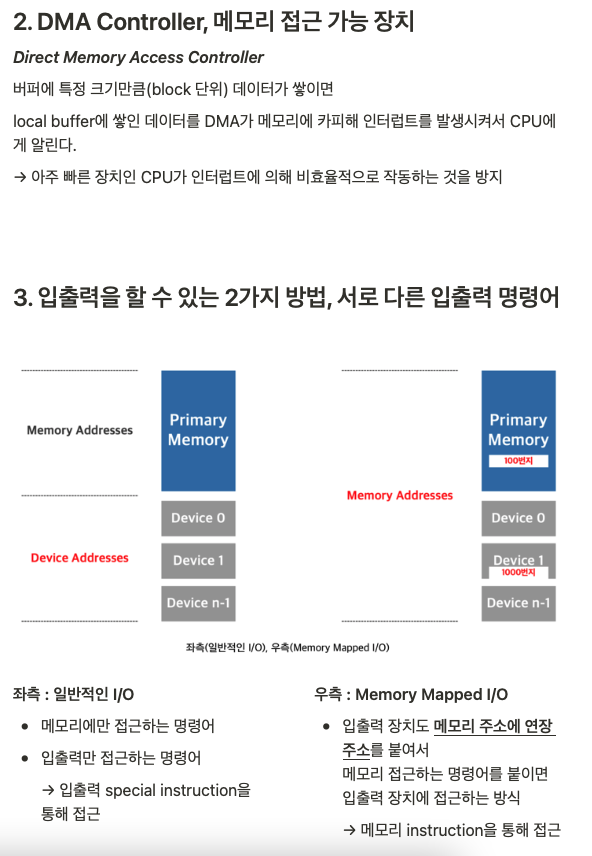 2. DMA Controller, 메모리 접근 가능 장치
Direct Memory Access Controller
버퍼에 특정 크기만큼(block 단위) 데이터가 쌓이면
local buffer에 쌓인 데이터를 DMA가 메모리에 카피해 인터럽트를 발생시켜서 CPU에
게 알린다.
→ 아주 빠른 장치인 CPU가 인터럽트에 의해 비효율적으로 작동하는 것을 방지
3. 입출력을 할 수 있는 2가지 방법, 서로 다른 입출력 명령어
Memory Addresses
Primary
Memory
Device Addresses
Device 0
Device 1
Device n-1
Memory Addresses
Primary
Memory
100번지
Device 0
Device 1
1000번지
Device n-1
좌측(일반적인 I/O), 우측(Memory Mapped I/O)
좌측 : 일반적인 I/O
• 메모리에만 접근하는 명령어
• 입출력만 접근하는 명령어
→ 입출력 special instruction을
통해 접근
우측 : Memory Mapped I/O
• 입출력 장치도 메모리 주소에 연장
주소를 붙여서
메모리 접근하는 명령어를 붙이면
입출력 장치에 접근하는 방식
→ 메모리 instruction을 통해 접근